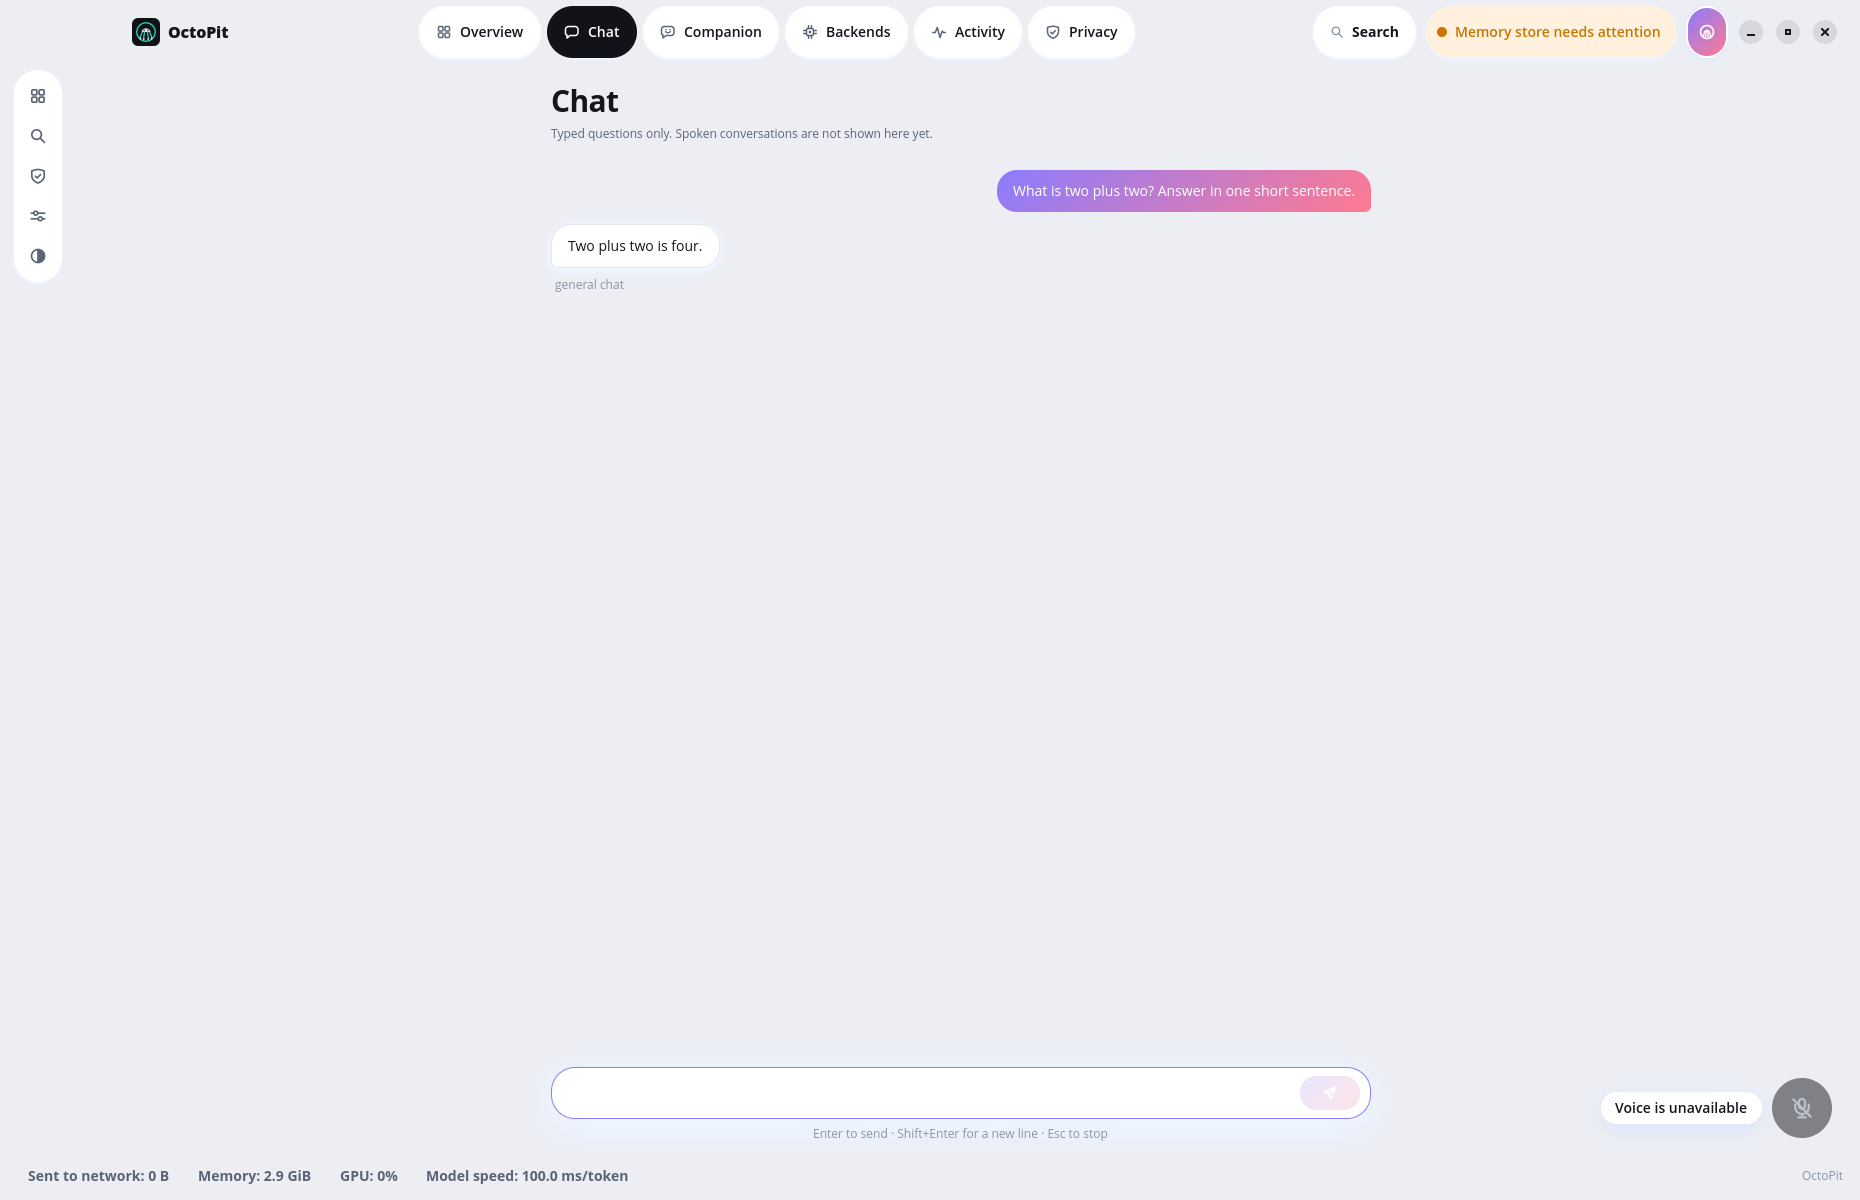 OctoPit
Overview
Chat
Companion
Backends
Activity
Privacy
Search
Memory store needs attention
Chat
Typed questions only. Spoken conversations are not shown here yet.
What is two plus two? Answer in one short sentence.
Two plus two is four.
general chat
Voice is unavailable
Enter to send · Shift+Enter for a new line · Esc to stop
Sent to network: 0 B
Memory: 2.9 GiB
GPU: 0%
Model speed: 100.0 ms/token
OctoPit